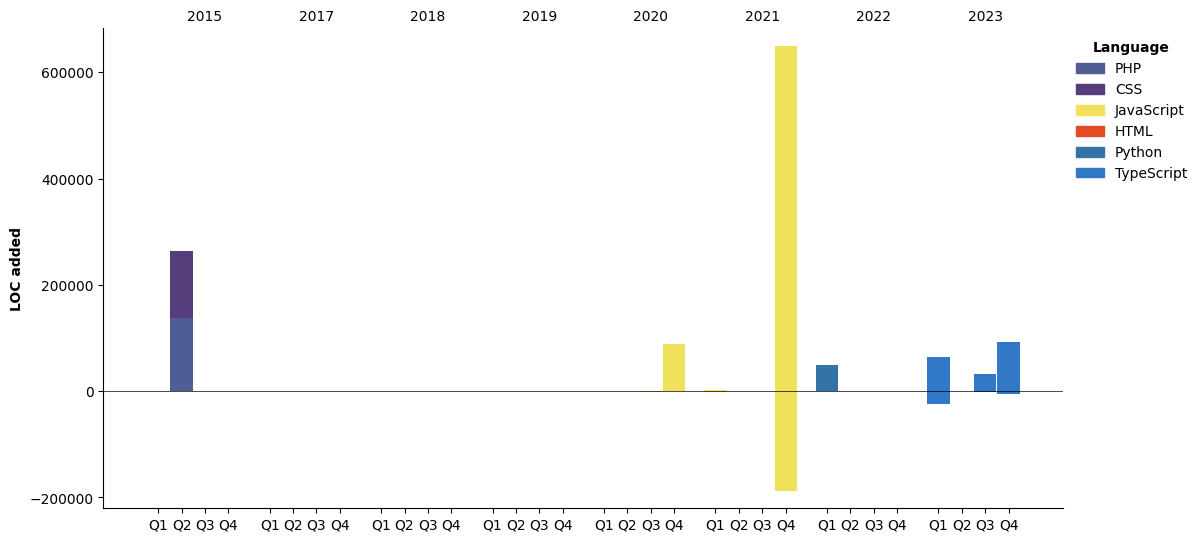 2015 2017 2018 2019 2020 2021 2022 2023
Language
PHP
CSS
JavaScript
HTML
Python
TypeScript
LOC added
600000
400000
200000
0
−200000
Q1 Q2 Q3 Q4 Q1 Q2 Q3 Q4 Q1 Q2 Q3 Q4 Q1 Q2 Q3 Q4 Q1 Q2 Q3 Q4 Q1 Q2 Q3 Q4 Q1 Q2 Q3 Q4 Q1 Q2 Q3 Q4